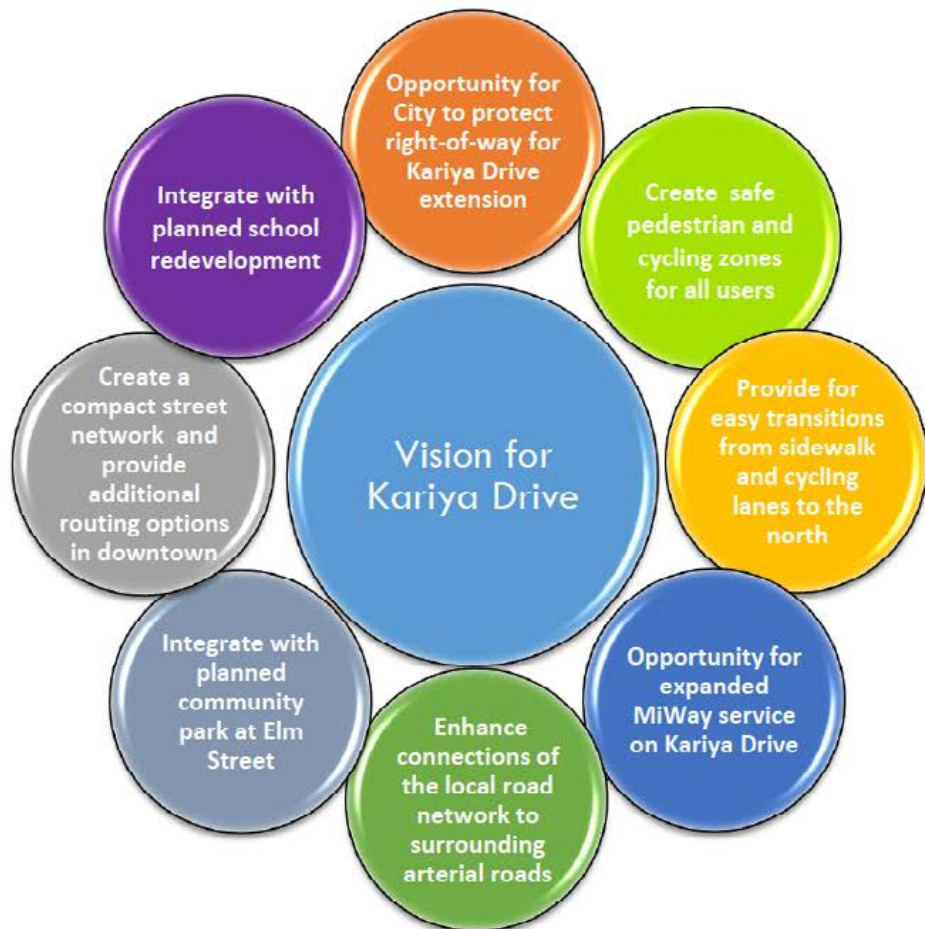 Opportunity for
City to protect
right-of-way for
Kariya Drive
extension
Create safe
pedestrian and
cycling zones
for all users
Provide for
easy transitions
from sidewalk
and cycling
lanes to the
north
Opportunity for
expanded
MiWay service
on Kariya Drive
Enhance
connections of
the local road
network to
surrounding
arterial roads
Integrate with
planned
community
park at Elm
Street
Create a
compact street
network and
provide
additional
routing options
in downtown
Integrate with
planned school
redevelopment
Vision for
Kariya Drive